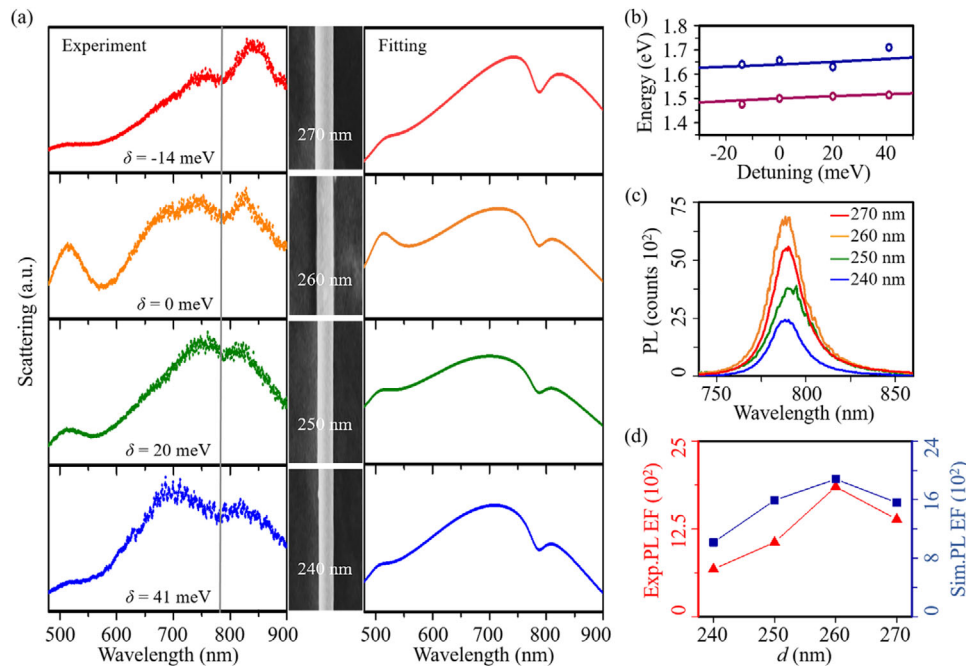 (a)
Experiment
Fitting
δ = -14 meV
δ = 0 meV
δ = 20 meV
δ = 41 meV
270 nm
260 nm
250 nm
240 nm
Scattering (a.u.)
500 600 700 800 900
Wavelength (nm)
500 600 700 800 900
Wavelength (nm)
(b)
Energy (eV)
1.8
1.7
1.6
1.5
1.4
-30 -20 0 20 40
Detuning (meV)
(c)
PL (counts 10²)
75
50
25
0
270 nm
260 nm
250 nm
240 nm
750 800 850
Wavelength (nm)
(d)
Exp.PL EF (10²)
2.5
12.5
0
Sim.PL EF (10²)
24
16
8
0
240 250 260 270
d (nm)